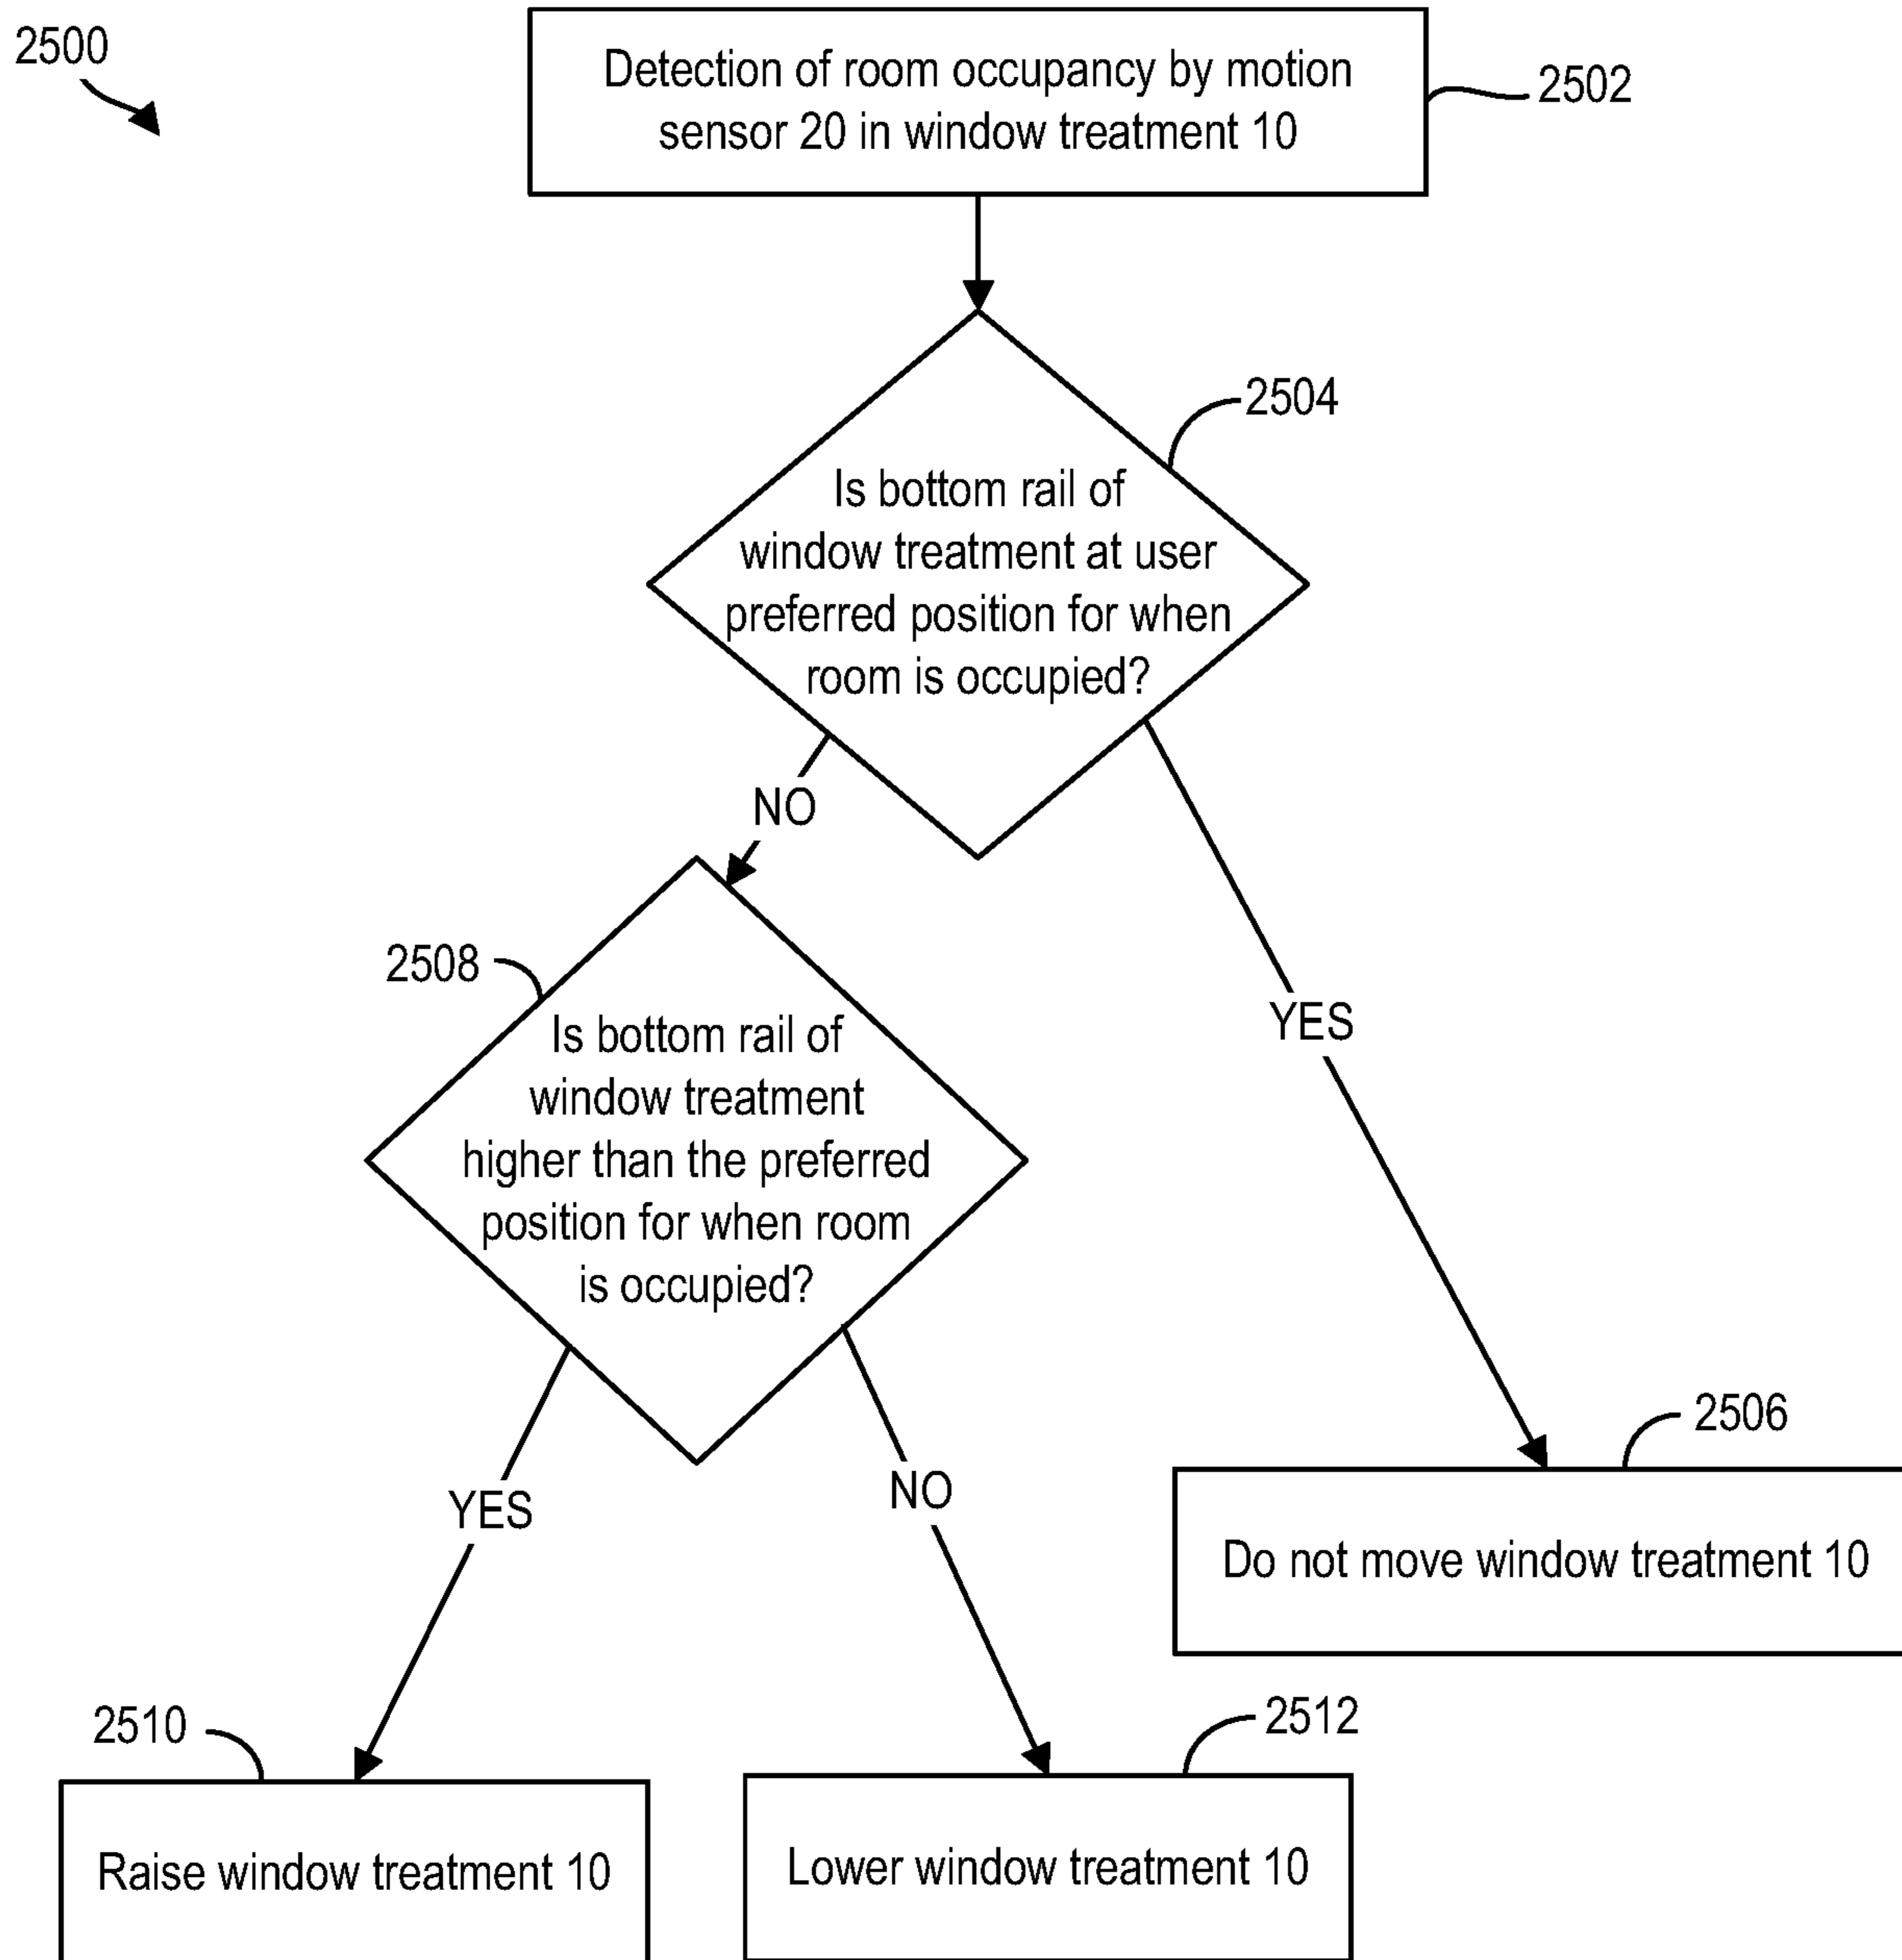 2500
Detection of room occupancy by motion
sensor 20 in window treatment 10
2502
2504
Is bottom rail of
window treatment at user
preferred position for when
room is occupied?
NO
YES
2508
Is bottom rail of
window treatment
higher than the preferred
position for when room
is occupied?
YES
NO
2506
Do not move window treatment 10
2510
Raise window treatment 10
2512
Lower window treatment 10